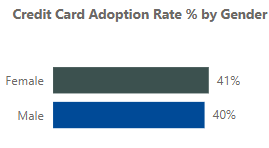 Credit Card Adoption Rate % by Gender
Female 41%
Male 40%